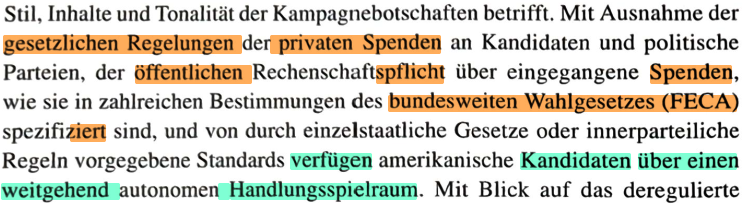 Stil, Inhalte und Tonalität der Kampagnebotschaften betrifft. Mit Ausnahme der
gesetzlichen Regelungen der privaten Spenden an Kandidaten und politische
Parteien, der öffentlichen Rechenschaftspflicht über eingegangene Spenden,
wie sie in zahlreichen Bestimmungen des bundesweiten Wahlgesetzes (FECA)
spezifiziert sind, und von durch einzelstaatliche Gesetze oder innerparteiliche
Regeln vorgegebene Standards verfügen amerikanische Kandidaten über einen
weitgehend autonomen Handlungsspielraum. Mit Blick auf das deregulierte